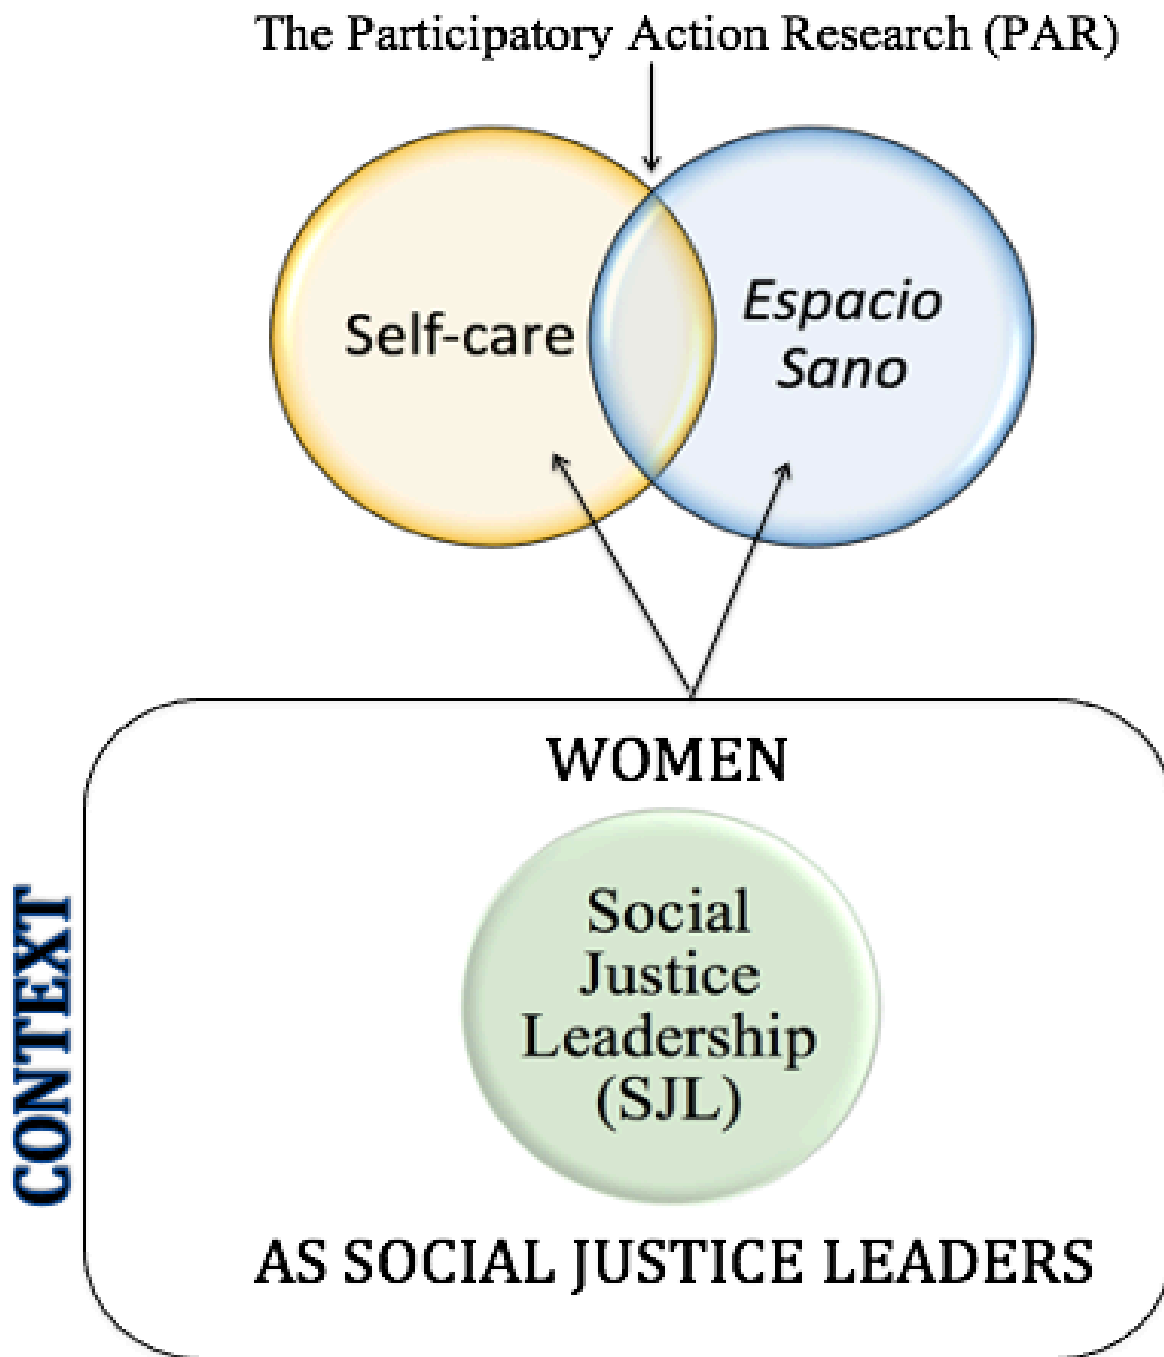 The Participatory Action Research (PAR)
Self-care
Espacio
Sano
WOMEN
CONTEXT
Social
Justice
Leadership
(SJL)
AS SOCIAL JUSTICE LEADERS